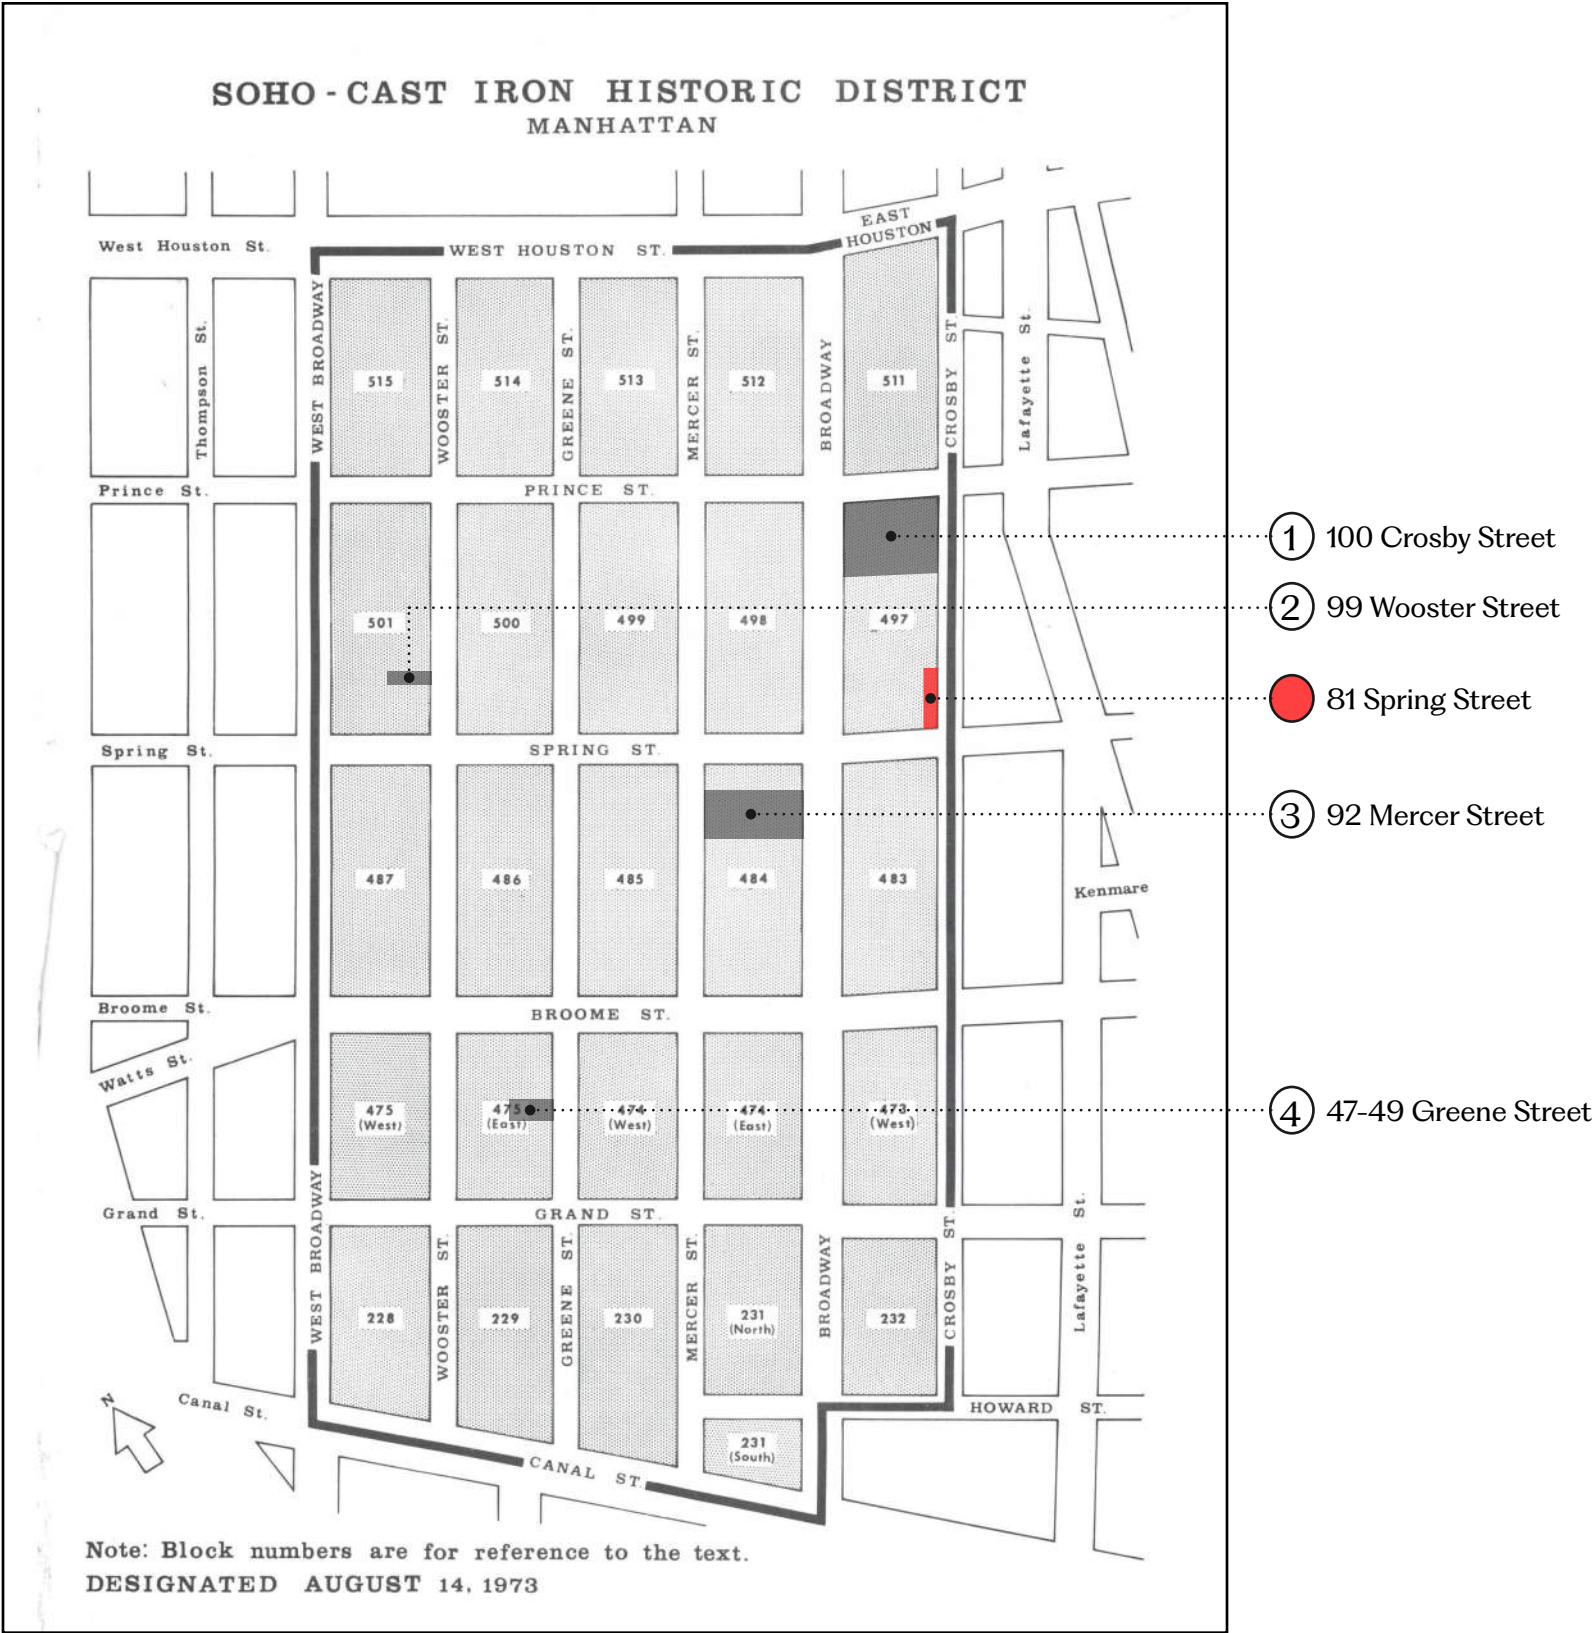 SOHO - CAST IRON HISTORIC DISTRICT
MANHATTAN
EAST
HOUSTON
West Houston St.
WEST HOUSTON ST.
Thompson St.
WEST BROADWAY
WOOSTER ST.
GREENE ST.
MERCER ST.
BROADWAY
CROSBY ST.
Lafayette St.
515
514
513
512
511
Prince St.
PRINCE ST.
1 100 Crosby Street
2 99 Wooster Street
501
500
499
498
497
81 Spring Street
Spring St.
SPRING ST.
3 92 Mercer Street
487
486
485
484
483
Kenmare
Broome St.
BROOME ST.
Watts St.
475
(West)
475
(East)
474
(West)
474
(East)
473
(West)
4 47-49 Greene Street
Grand St.
GRAND ST.
WEST BROADWAY
WOOSTER ST.
GREENE ST.
MERCER ST.
BROADWAY
CROSBY ST.
Lafayette St.
228
229
230
231
(North)
232
N
Canal St.
HOWARD ST.
231
(South)
CANAL ST.
Note: Block numbers are for reference to the text.
DESIGNATED AUGUST 14, 1973